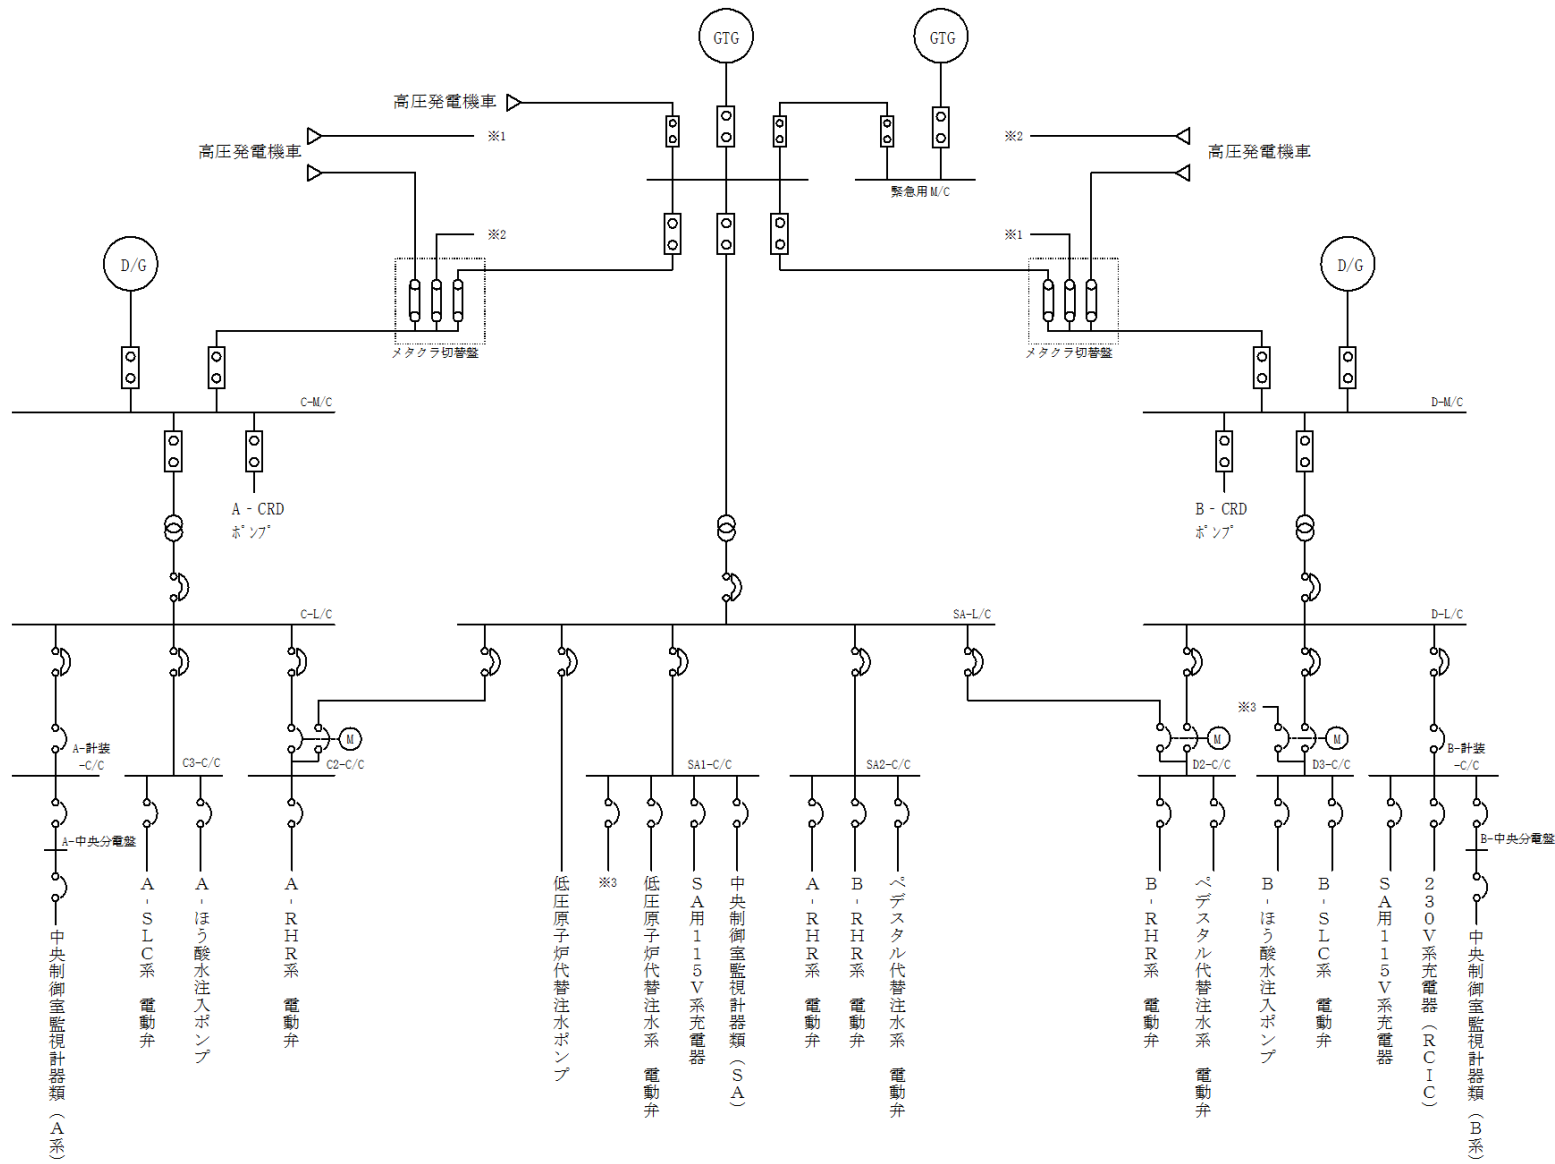 GTG
GTG
高圧発電機車
※1
※2
高圧発電機車
高圧発電機車
緊急用M/C
※2
※1
D/G
D/G
メタクラ切替盤
メタクラ切替盤
C-M/C
D-M/C
A - CRD
ポンプ
B - CRD
ポンプ
C-L/C
SA-L/C
D-L/C
※3
M
M
M
A-計装
-C/C
C3-C/C
C2-C/C
SA1-C/C
SA2-C/C
D2-C/C
D3-C/C
B-計装
-C/C
A-中央分電盤
B-中央分電盤
中央制御室監視計器類（A系）
A-SLC系 電動弁
A-ほう酸水注入ポンプ
A-RHR系 電動弁
低圧原子炉代替注水ポンプ
※3
低圧原子炉代替注水系 電動弁
SA用115V系充電器
中央制御室監視計器類（SA）
A-RHR系 電動弁
B-RHR系 電動弁
ペデスタル代替注水系 電動弁
B-RHR系 電動弁
ペデスタル代替注水系 電動弁
B-ほう酸水注入ポンプ
B-SLC系 電動弁
SA用115V系充電器
230V系充電器（RCIC）
中央制御室監視計器類（B系）